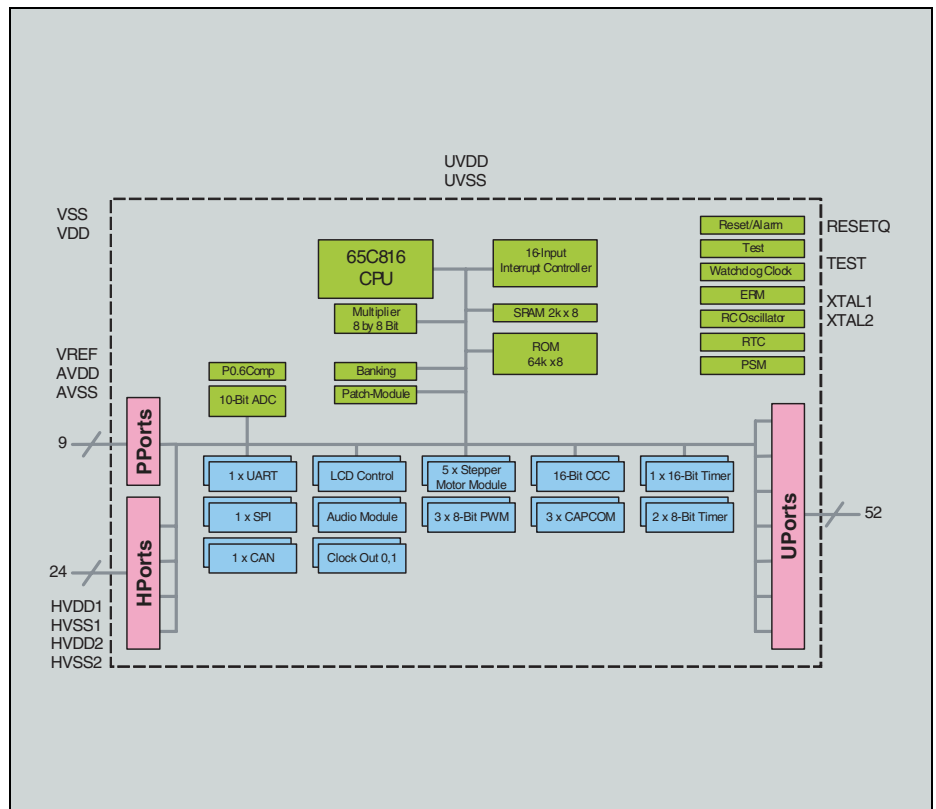 UVDD
UVSS
VSS
VDD
65C816
CPU
16-Input
Interrupt Controller
Reset/Alarm
RESETQ
Test
TEST
Watchdog Clock
ERM
XTAL1
Multiplier
8 by 8 Bit
SRAM 2k x 8
RC Oscillator
XTAL2
RTC
ROM
64k x8
PSM
VREF
AVDD
AVSS
P0.6Comp
Banking
10-Bit ADC
Patch-Module
9
PPorts
1 x UART
LCD Control
5 x Stepper
Motor Module
16-Bit CCC
1 x 16-Bit Timer
1 x SPI
Audio Module
3 x 8-Bit PWM
3 x CAPCOM
2 x 8-Bit Timer
UPorts
52
1 x CAN
Clock Out 0,1
24
HPorts
HVDD1
HVSS1
HVDD2
HVSS2